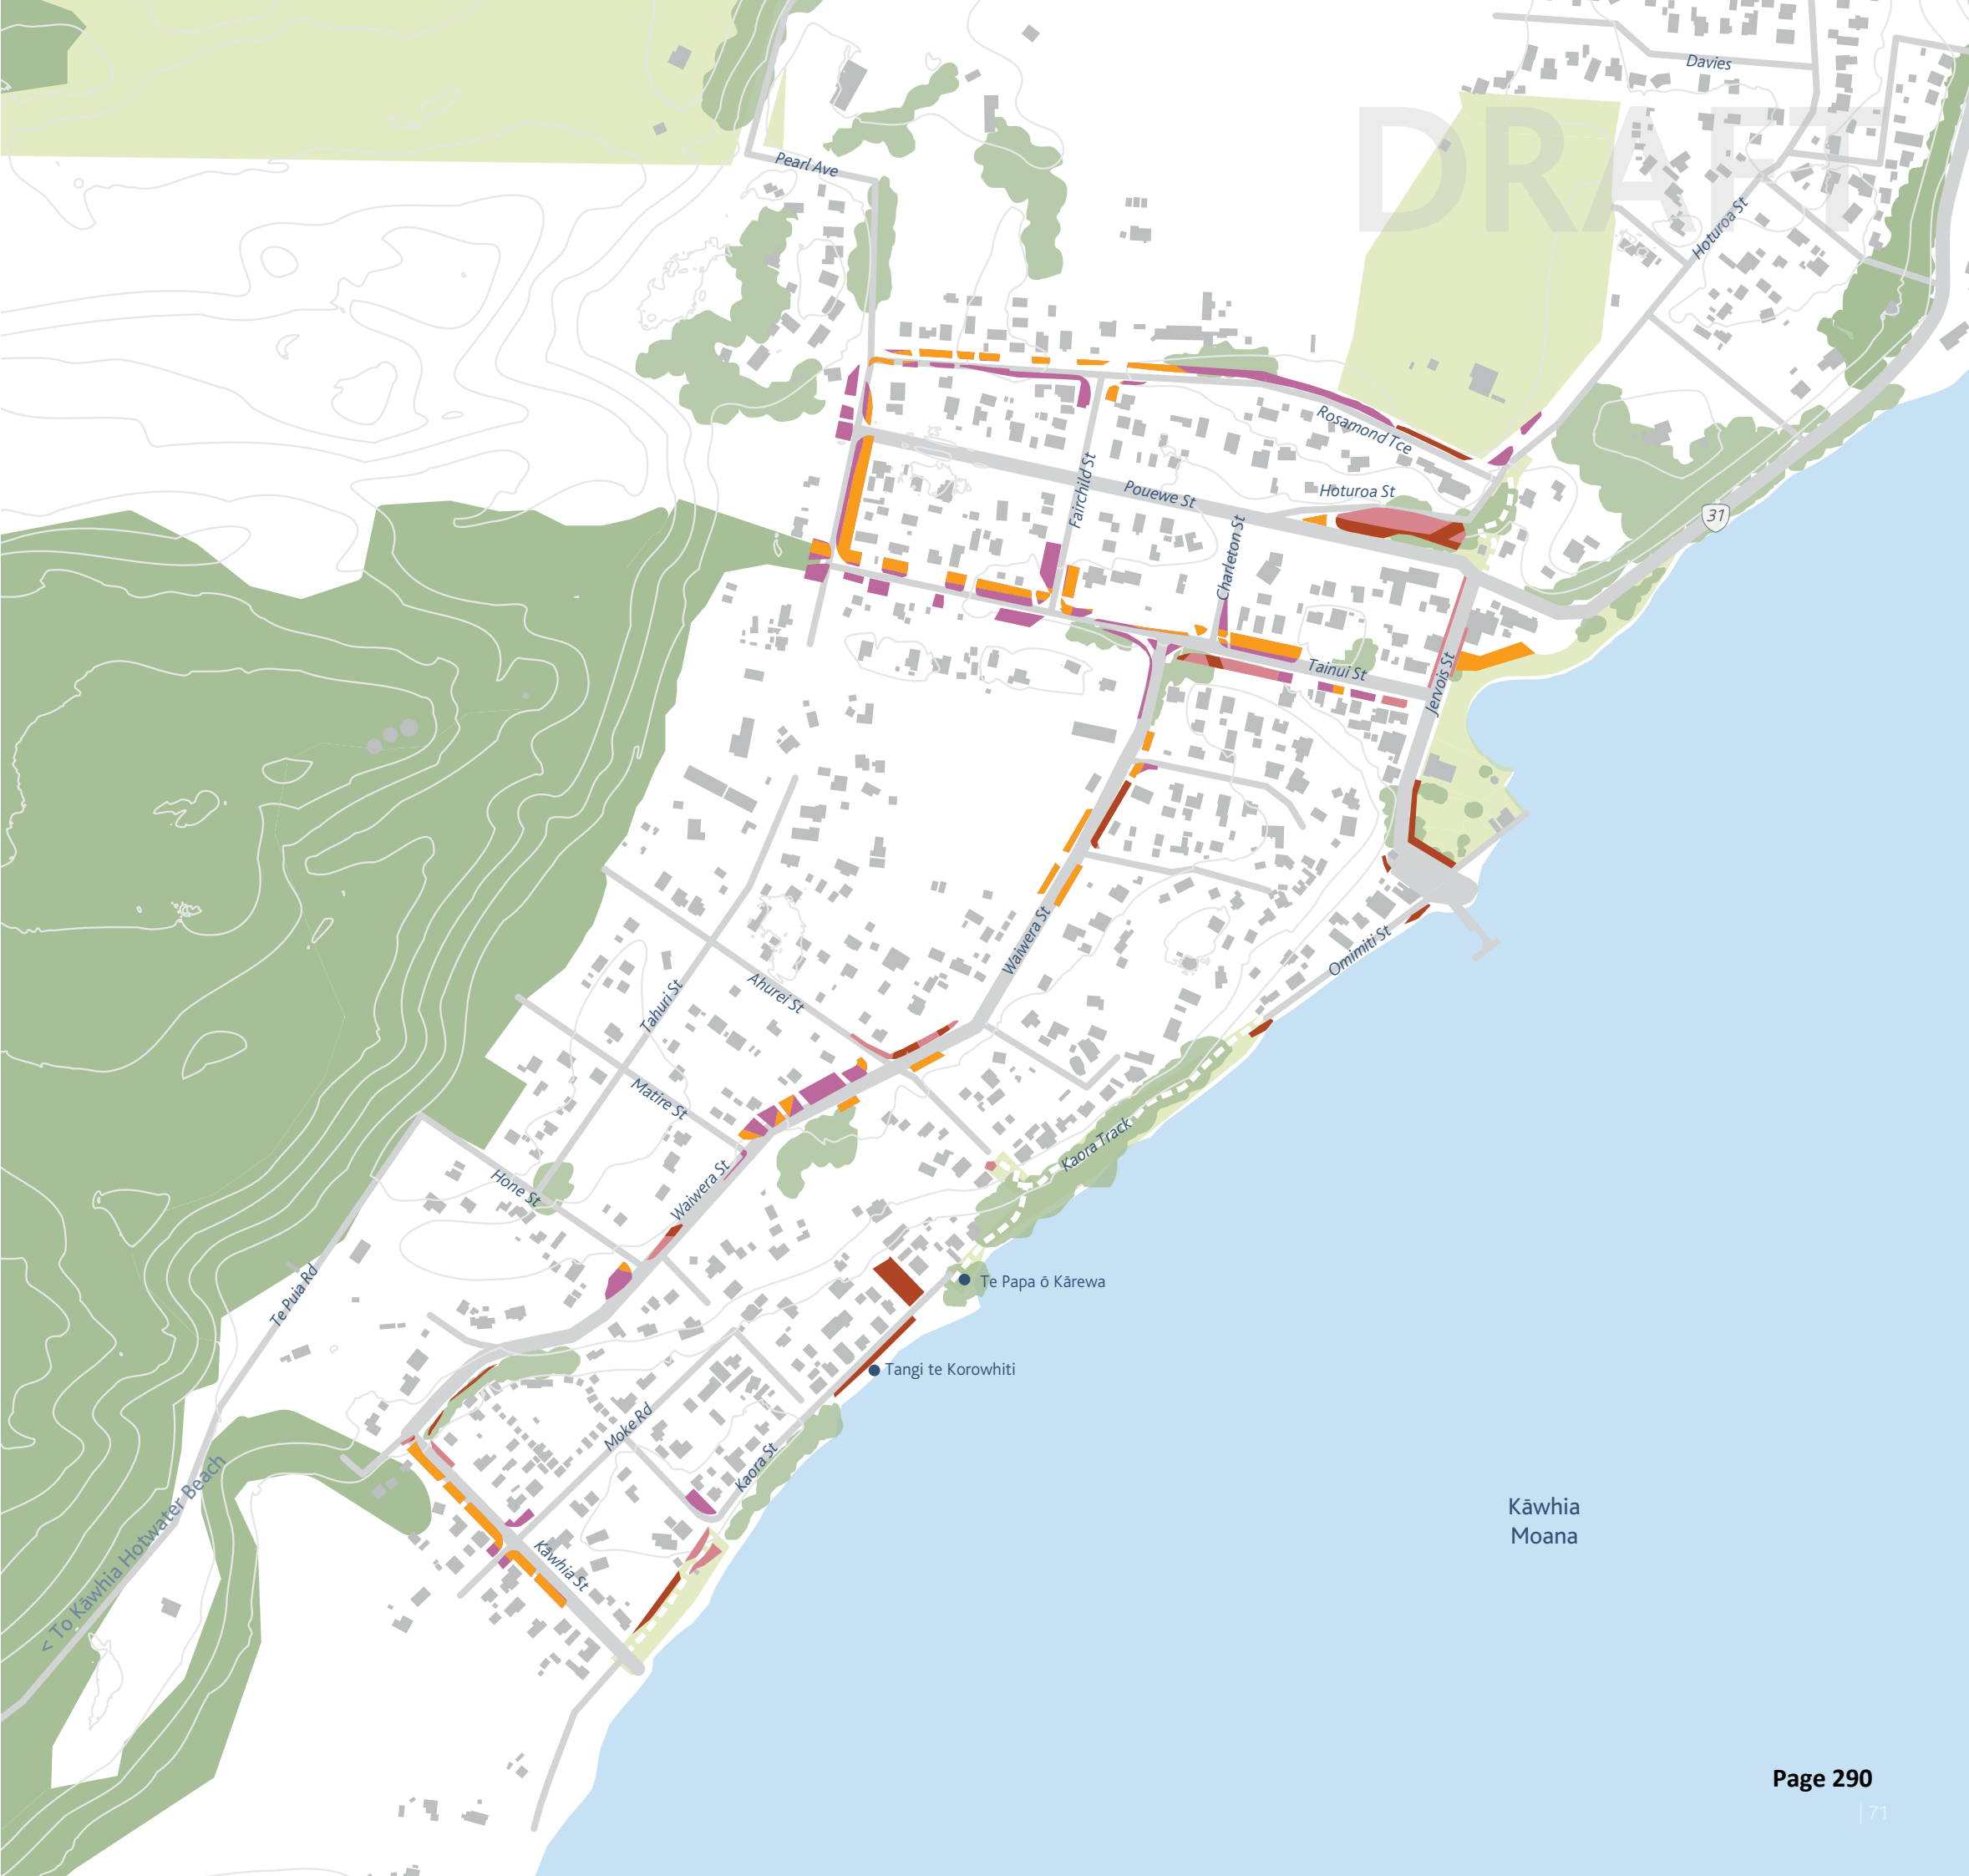 Davies
DRAFT
Pearl Ave
Hoturoa St
Rosamond Tce
Fairchild St
Pouewe St
Hoturoa St
31
Charleton St
Tainui St
Jervois St
Waiwera St
Omimiti St
Ahurei St
Tahuri St
Matire St
Kaora Track
Hone St
Waiwera St
Te Puia Rd
Te Papa ō Kārewa
Tangi te Korowhiti
Moke Rd
Kaora St
< To Kāwhia Hotwater Beach
Kāwhia St
Kāwhia
Moana
Page 290
| 71